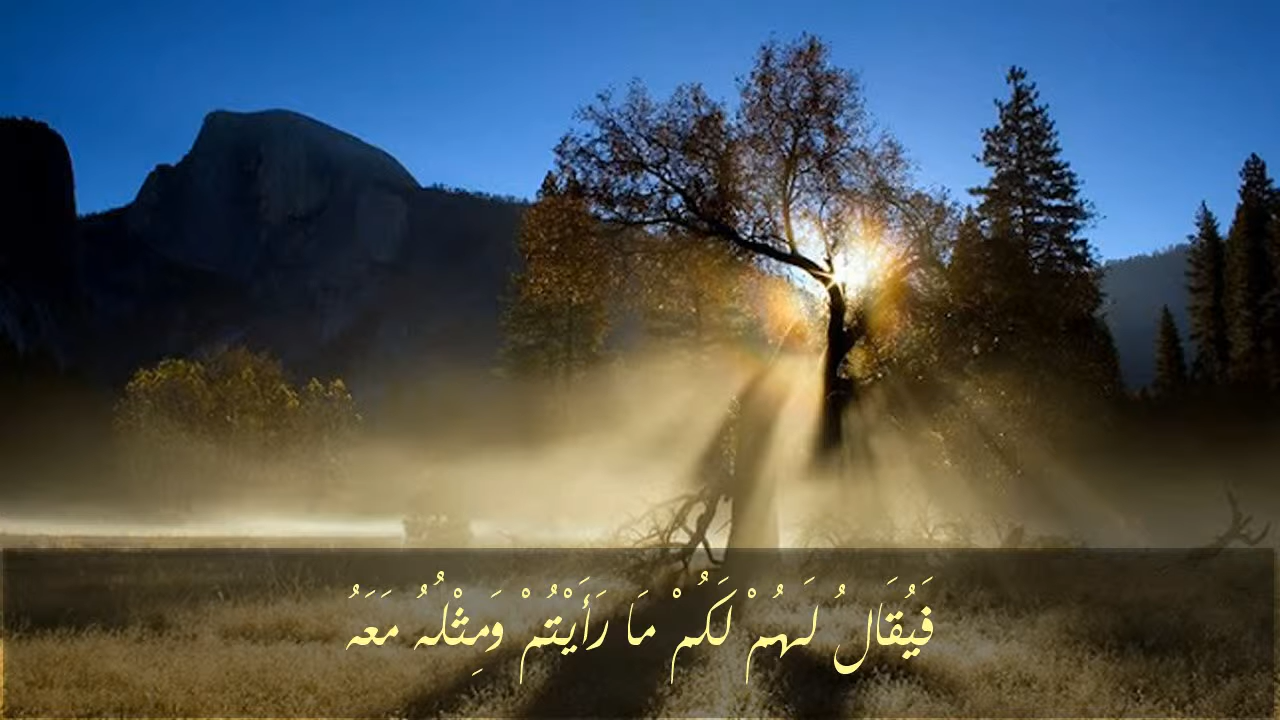 فَيُقَالُ لَهُمْ لَكُمْ مَا رَأَيْتُمْ وَمِثْلُهُ مَعَهُ